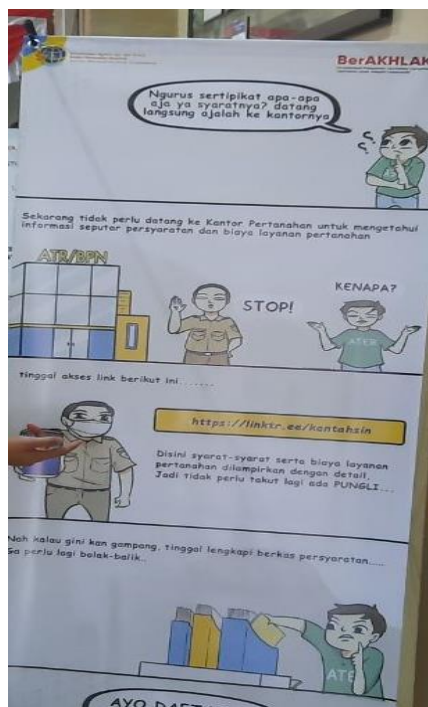 BerAKHLAK
Ngurus sertipikat apa-apa
aja ya syaratnya? datang
langsung ajalah ke kantornya
Sekarang tidak perlu datang ke Kantor Pertanahan untuk mengetahui
informasi seputar persyaratan dan biaya layanan pertanahan
ATR/BPN
STOP!
KENAPA?
ATER
tinggal akses link berikut ini.......
https://linktr.ee/kantahsin
Disini syarat-syarat serta biaya layanan
pertanahan dilampirkan dengan detail,
Jadi tidak perlu takut lagi ada PUNGLI...
Nah kalau gini kan gampang, tinggal lengkapi berkas persyaratan.....
Ga perlu lagi bolak-balik..
ATE
AYO